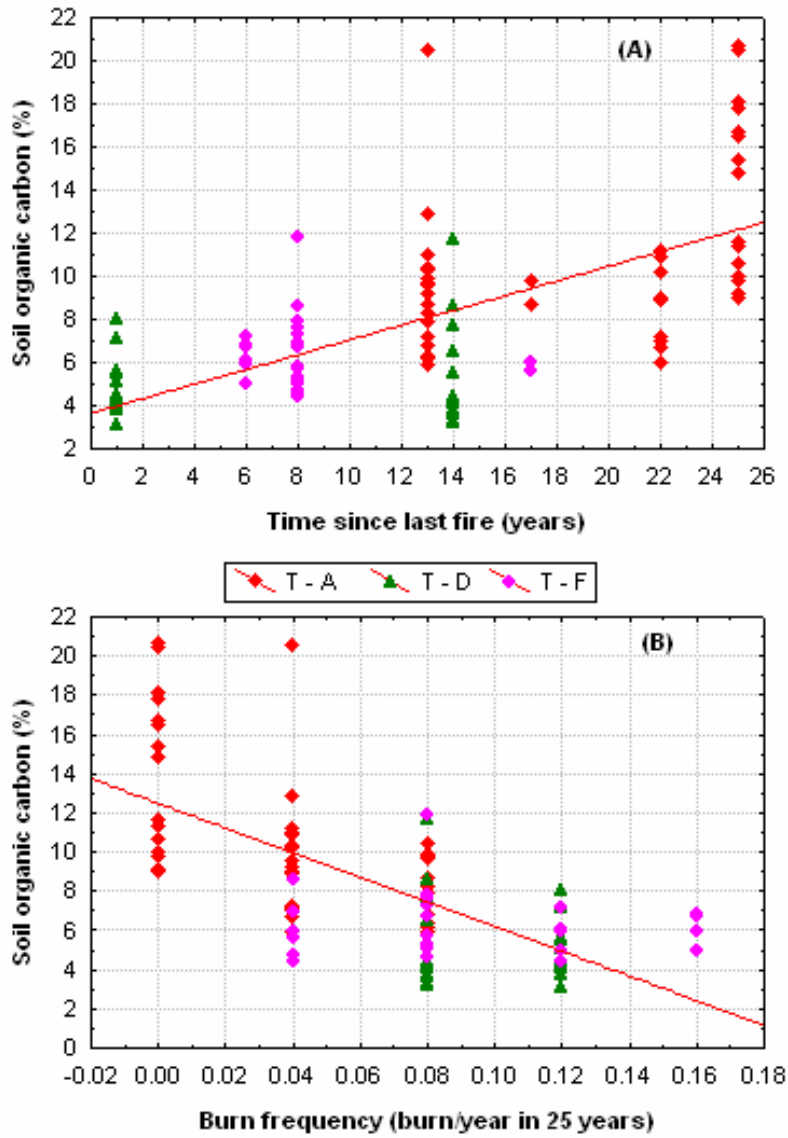 22
20
18
16
14
12
10
8
6
4
2
Soil organic carbon (%)
(A)
0 2 4 6 8 10 12 14 16 18 20 22 24 26
Time since last fire (years)
T - A T - D T - F
22
20
18
16
14
12
10
8
6
4
2
0
Soil organic carbon (%)
(B)
-0.02 0.00 0.02 0.04 0.06 0.08 0.10 0.12 0.14 0.16 0.18
Burn frequency (burn/year in 25 years)